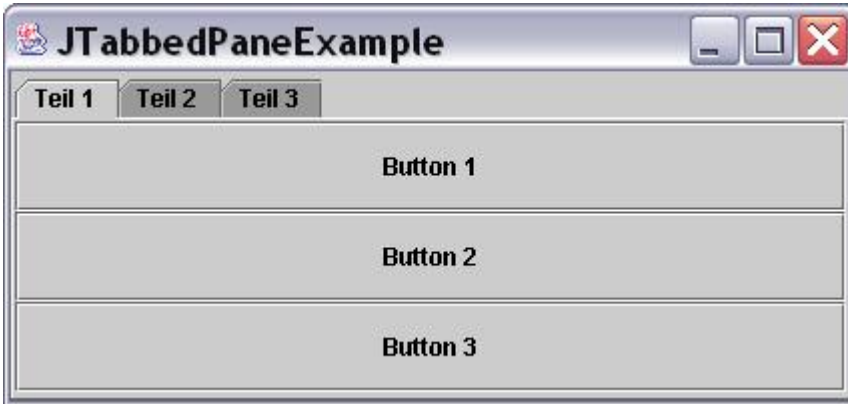 JTabbedPaneExample
Teil 1 Teil 2 Teil 3
Button 1
Button 2
Button 3